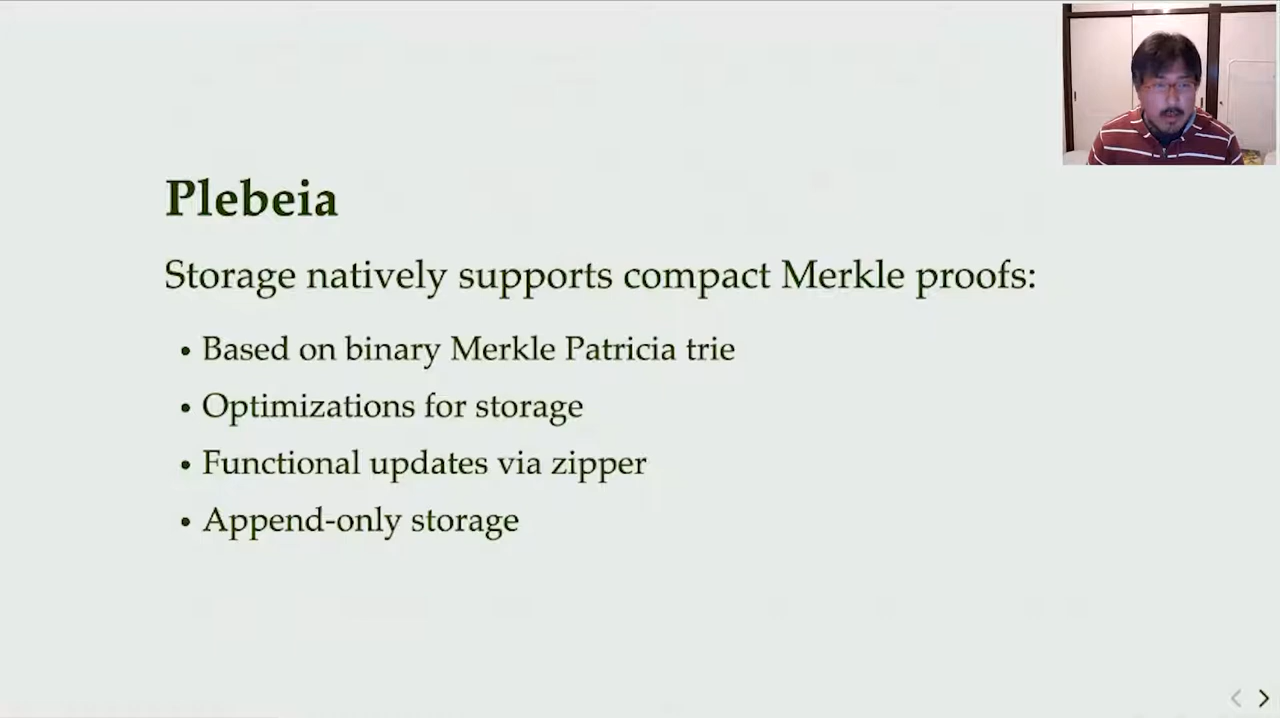 Plebeia
Storage natively supports compact Merkle proofs:
• Based on binary Merkle Patricia trie
• Optimizations for storage
• Functional updates via zipper
• Append-only storage